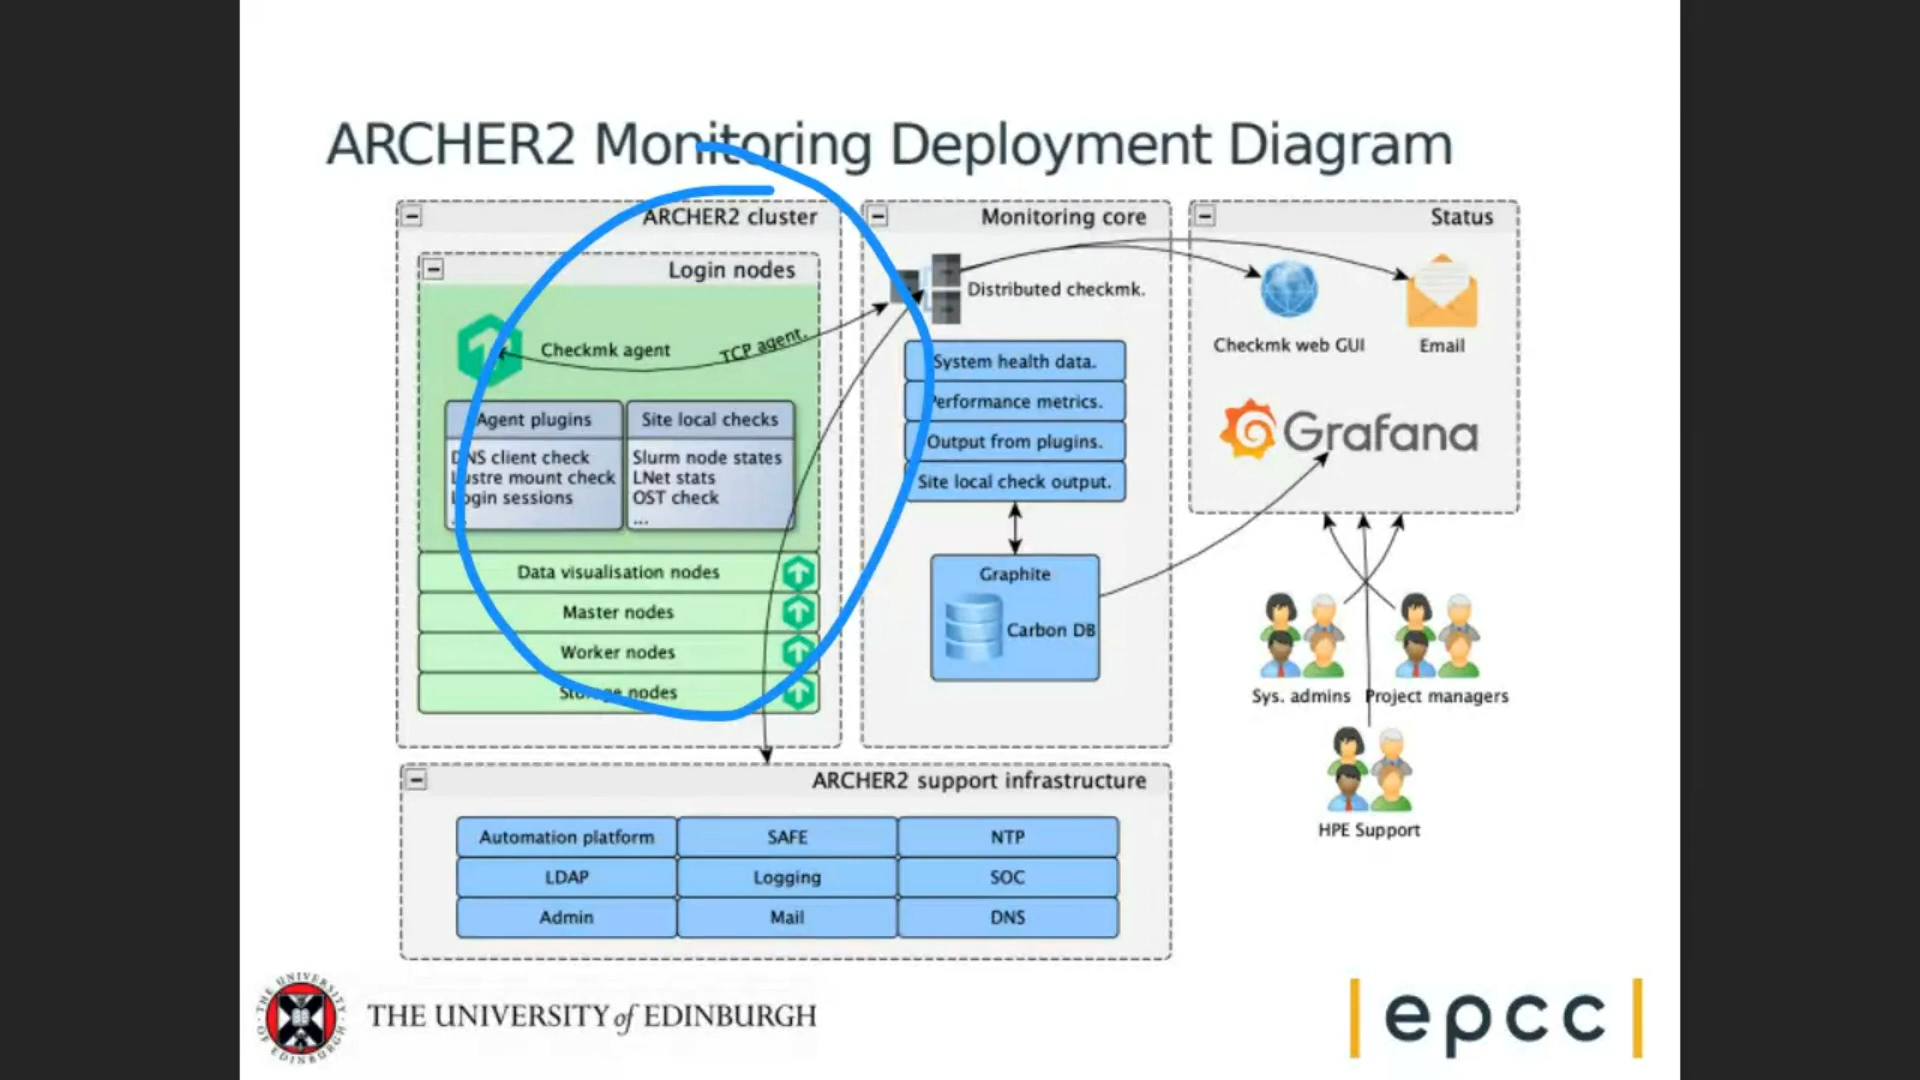 ARCHER2 Monitoring Deployment Diagram
ARCHER2 cluster
Login nodes
Checkmk agent
TCP agent.
Agent plugins
DNS client check
Lustre mount check
Login sessions
...
Site local checks
Slurm node states
LNet stats
OST check
...
Data visualisation nodes
Master nodes
Worker nodes
Storage nodes
Monitoring core
Distributed checkmk.
System health data.
Performance metrics.
Output from plugins.
Site local check output.
Graphite
Carbon DB
Status
Checkmk web GUI
Email
Grafana
Sys. admins
Project managers
HPE Support
ARCHER2 support infrastructure
Automation platform
SAFE
NTP
LDAP
Logging
SOC
Admin
Mail
DNS
THE UNIVERSITY OF EDINBURGH
THE UNIVERSITY of EDINBURGH
epcc